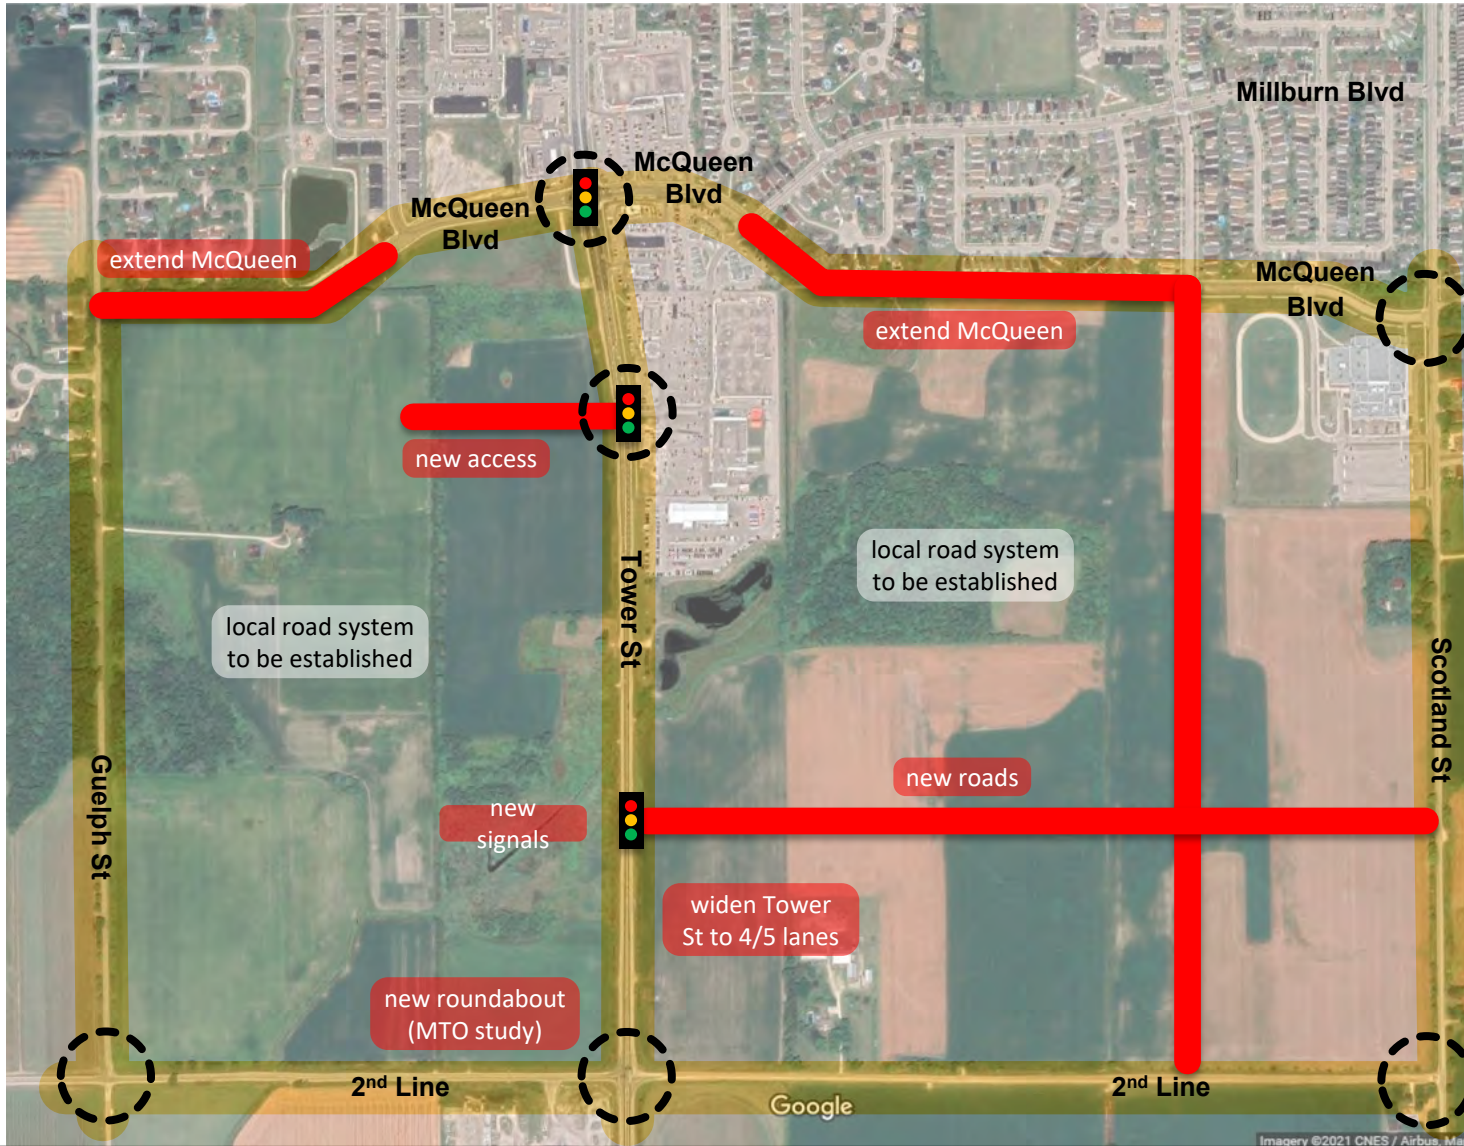 Millburn Blvd
McQueen
Blvd
McQueen
Blvd
extend McQueen
McQueen
Blvd
extend McQueen
new access
local road system
to be established
Tower St
local road system
to be established
Scotland St
Guelph St
new roads
new
signals
widen Tower
St to 4/5 lanes
new roundabout
(MTO study)
2nd Line
2nd Line
Google
Imagery ©2021 CNES / Airbus, Ma